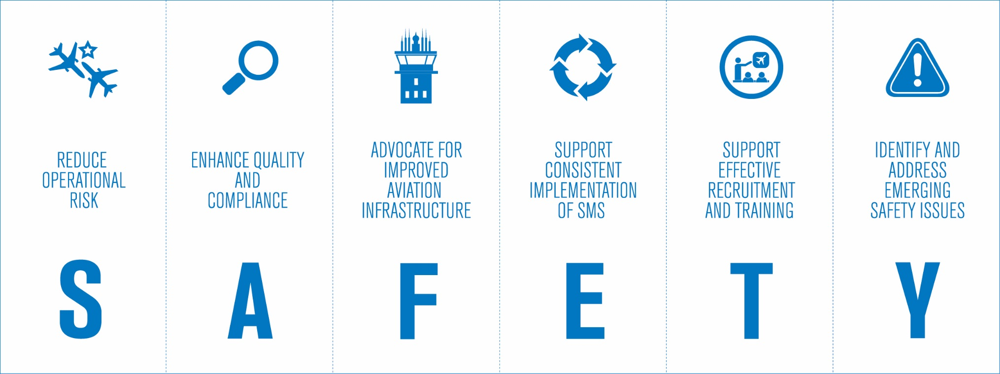 REDUCE
OPERATIONAL
RISK
ENHANCE QUALITY
AND
COMPLIANCE
ADVOCATE FOR
IMPROVED
AVIATION
INFRASTRUCTURE
SUPPORT
CONSISTENT
IMPLEMENTATION
OF SMS
SUPPORT
EFFECTIVE
RECRUITMENT
AND TRAINING
IDENTIFY AND
ADDRESS
EMERGING
SAFETY ISSUES
S A F E T Y